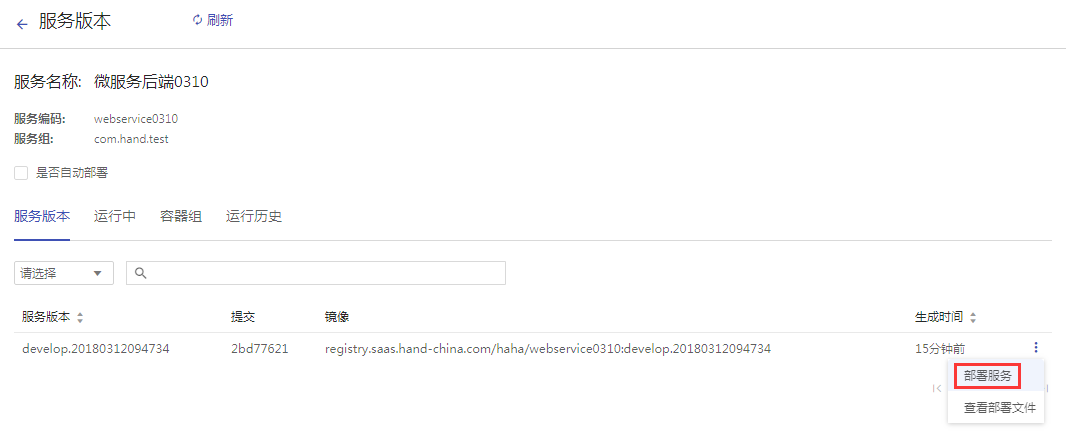 服务版本 刷新
服务名称: 微服务后端0310
服务编码: webservice0310
服务组: com.hand.test
是否自动部署
服务版本 运行中 容器组 运行历史
请选择
服务版本 提交 镜像 生成时间
develop.20180312094734 2bd77621 registry.saas.hand-china.com/haha/webservice0310:develop.20180312094734 15分钟前
部署服务
查看部署文件